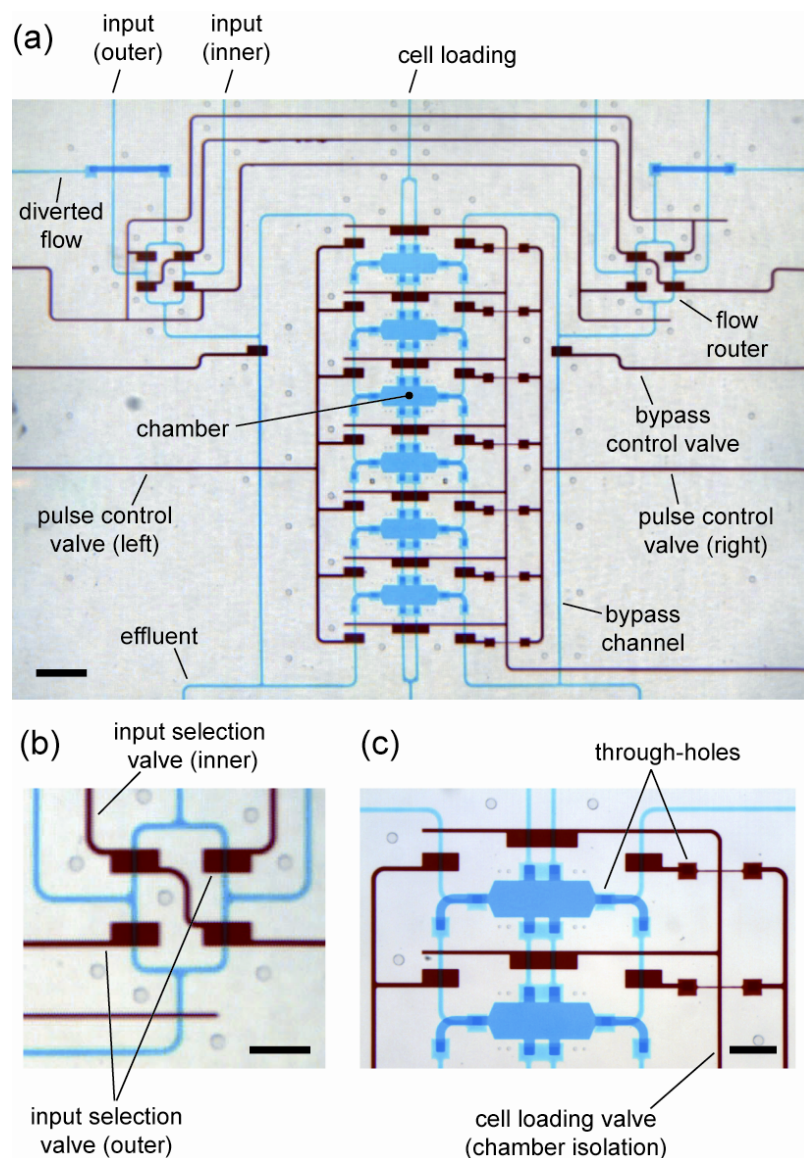 (a)
input
(outer)
input
(inner)
cell loading
diverted
flow
flow
router
chamber
bypass
control valve
pulse control
valve (left)
pulse control
valve (right)
effluent
bypass
channel
(b)
input selection
valve (inner)
input selection
valve (outer)
(c)
through-holes
cell loading valve
(chamber isolation)